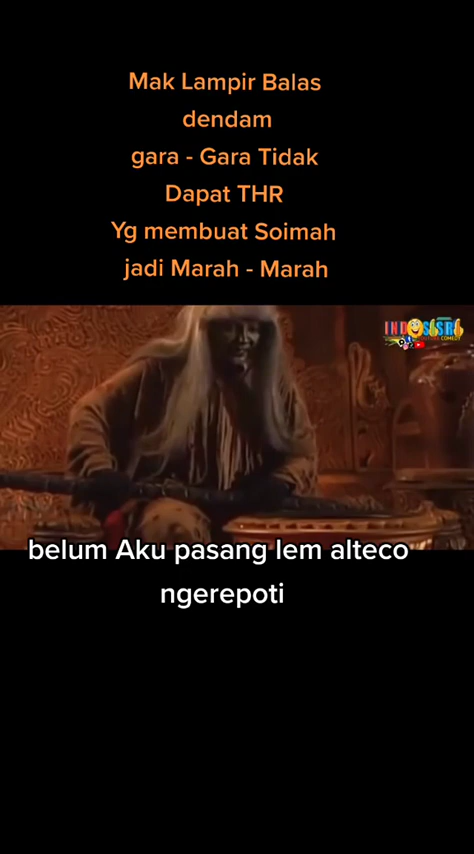 Mak Lampir Balas
dendam
gara - Gara Tidak
Dapat THR
Yg membuat Soimah
jadi Marah - Marah
COMEDY
belum Aku pasang lem alteco
ngerepoti